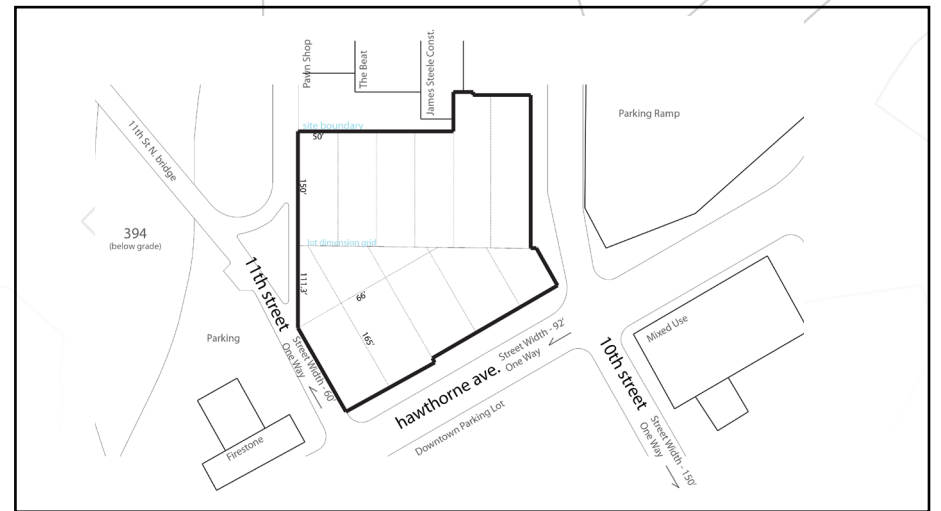 Pawn Shop
The Beat
James Steele Const.
Parking Ramp
site boundary
50'
11th St N. bridge
150'
394
(below grade)
lot dimension grid
11th street
111.3'
66'
165'
Parking
Street Width - 60'
One Way
Street Width - 92'
One Way
hawthorne ave.
Mixed Use
10th street
Street Width - 150'
One Way
Downtown Parking Lot
Firestone